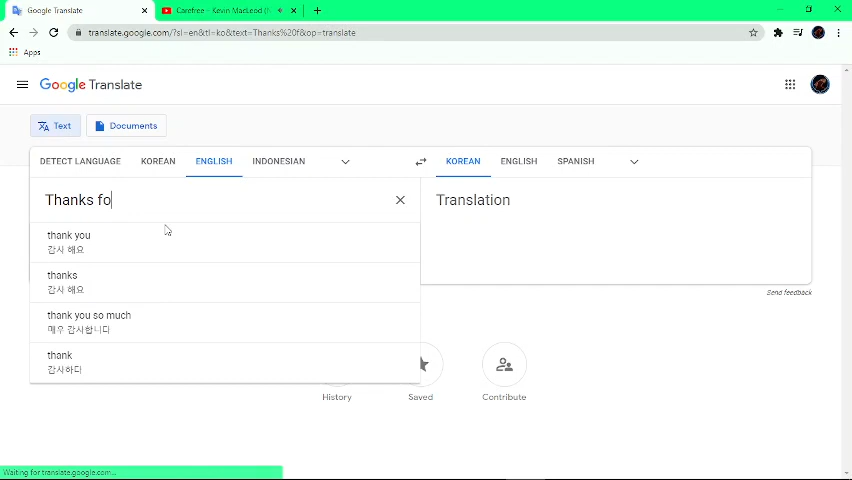 Google Translate
Carefree - Kevin MacLeod (N
translate.google.com/?sl=en&tl=ko&text=Thanks%20f&op=translate
Apps
Google Translate
Text
Documents
DETECT LANGUAGE KOREAN ENGLISH INDONESIAN
KOREAN ENGLISH SPANISH
Thanks fo
Translation
thank you
감사 해요
thanks
감사 해요
thank you so much
매우 감사합니다
thank
감사하다
Send feedback
History
Saved
Contribute
Waiting for translate.google.com...